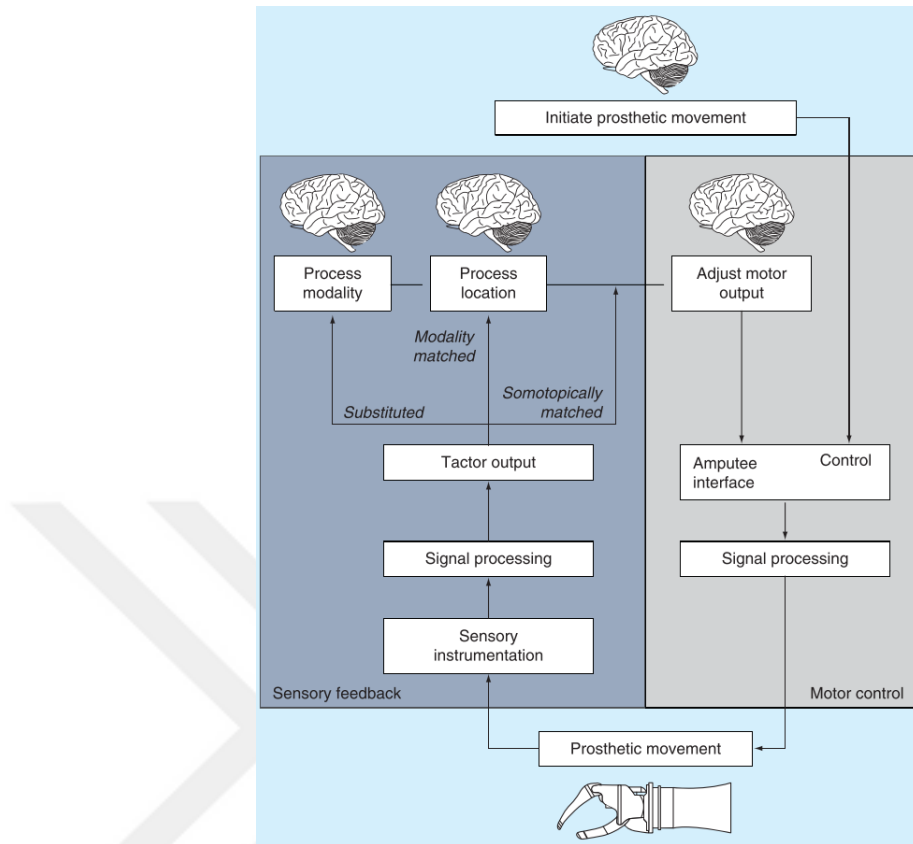 Initiate prosthetic movement
Process
modality
Process
location
Adjust motor
output
Modality
matched
Substituted
Somotopically
matched
Tactor output
Amputee
interface
Control
Signal processing
Signal processing
Sensory
instrumentation
Sensory feedback
Motor control
Prosthetic movement